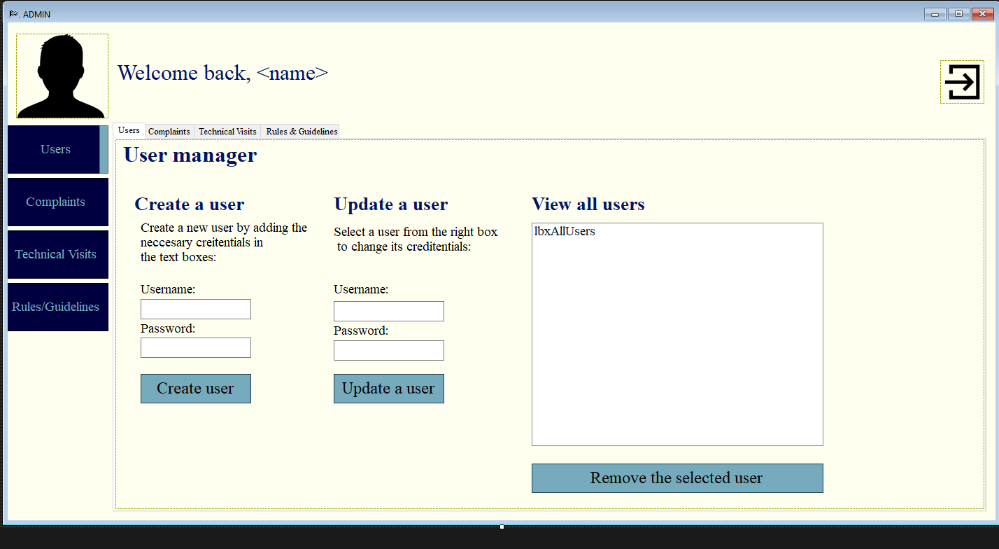 ADMIN
Welcome back, <name>
Users
Complaints
Technical Visits
Rules/Guidelines
Users Complaints Technical Visits Rules & Guidelines
User manager
Create a user
Create a new user by adding the
neccesary creitentials in
the text boxes:
Username:
Password:
Create user
Update a user
Select a user from the right box
to change its creditentials:
Username:
Password:
Update a user
View all users
lbxAllUsers
Remove the selected user